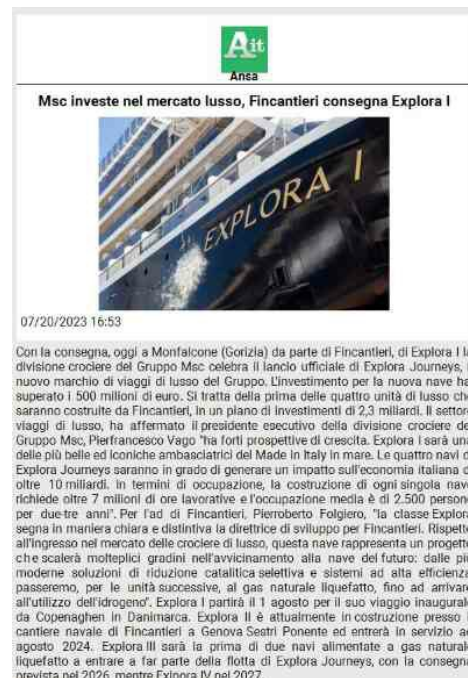 Ait
Ansa
Msc investe nel mercato lusso, Fincantieri consegna Explora I
EXPLORA I
07/20/2023 16:53
Con la consegna, oggi a Monfalcone (Gorizia) da parte di Fincantieri, di Explora I la
divisione crociere del Gruppo Msc celebra il lancio ufficiale di Explora Journeys,
nuovo marchio di viaggi di lusso del Gruppo. L'investimento per la nuova nave ha
superato i 500 milioni di euro. Si tratta della prima delle quattro unità di lusso che
saranno costruite da Fincantieri, in un piano di investimenti di 2,3 miliardi. Il settore
viaggi di lusso, ha affermato il presidente esecutivo della divisione crociere del
Gruppo Msc, Pierfrancesco Vago "ha forti prospettive di crescita. Explora I sarà una
delle più belle ed iconiche ambasciatrici del Made in Italy in mare. Le quattro navi di
Explora Journeys saranno in grado di generare un impatto sull'economia italiana di
oltre 10 miliardi. In termini di occupazione, la costruzione di ogni singola nave
richiede oltre 7 milioni di ore lavorative e l'occupazione media è di 2.500 persone
per due-tre anni". Per l'ad di Fincantieri, Pierroberto Folgiero, "la classe Explora
segna in maniera chiara e distintiva la direttrice di sviluppo per Fincantieri. Rispetto
all'ingresso nel mercato delle crociere di lusso, questa nave rappresenta un progetto
che scalerà molteplici gradini nell'avvicinamento alla nave del futuro: dalle più
moderne soluzioni di riduzione catalitica selettiva e sistemi ad alta efficienza
passeremo, per le unità successive, al gas naturale liquefatto, fino ad arrivare
all'utilizzo dell'idrogeno". Explora I partirà il 1 agosto per il suo viaggio inaugurale
da Copenaghen in Danimarca. Explora II è attualmente in costruzione presso il
cantiere navale di Fincantieri a Genova Sestri Ponente ed entrerà in servizio ad
agosto 2024. Explora III sarà la prima di due navi alimentate a gas naturale
liquefatto a entrare a far parte della flotta di Explora Journeys, con la consegna
prevista nel 2026, mentre Explora IV nel 2027.